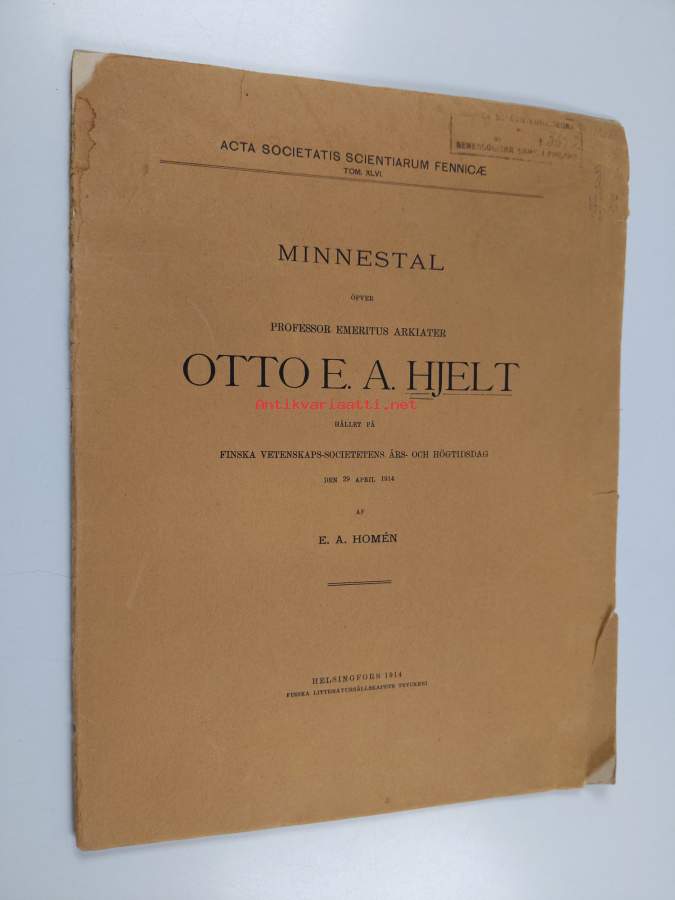 ACTA SOCIETATIS SCIENTIARUM FENNICÆ
TOM. XLVI.
MINNESTAL
ÖFVER
PROFESSOR EMERITUS ARKIATER
OTTO E. A. HJELT
Antikvariaatti.net
HÅLLET PÅ
FINSKA VETENSKAPS-SOCIETETENS ÅRS- OCH HÖGTIDSDAG
DEN 29 APRIL 1914
AF
E. A. HOMÉN
HELSINGFORS 1914
FINSKA LITTERATURSÄLLSKAPETS TRYCKERI